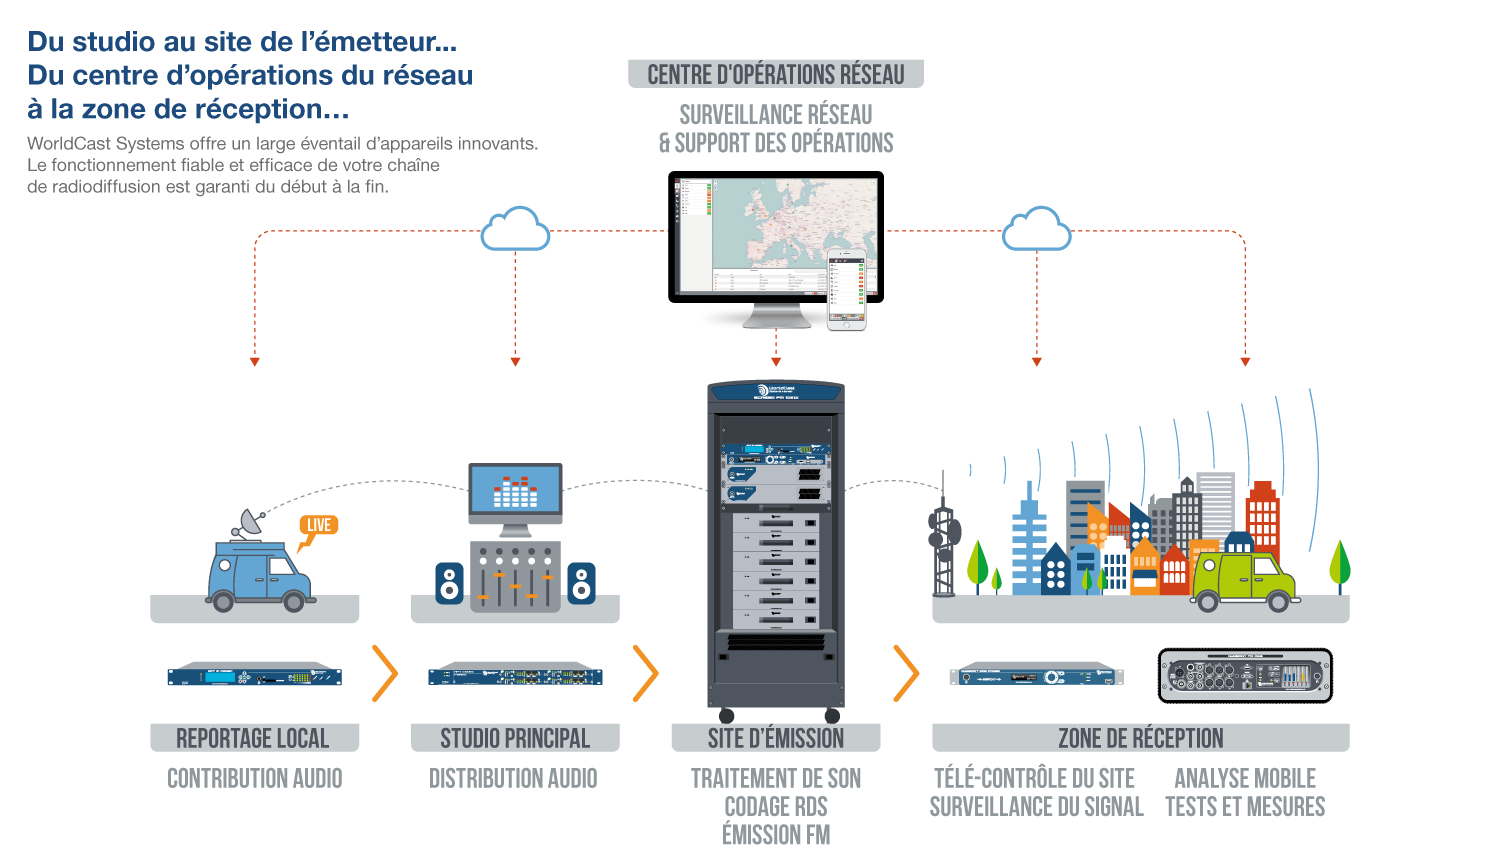 Du studio au site de l’émetteur...
Du centre d’opérations du réseau
à la zone de réception…
WorldCast Systems offre un large éventail d’appareils innovants.
Le fonctionnement fiable et efficace de votre chaîne
de radiodiffusion est garanti du début à la fin.
CENTRE D'OPÉRATIONS RÉSEAU
SURVEILLANCE RÉSEAU
& SUPPORT DES OPÉRATIONS
WorldCast
LIVE
REPORTAGE LOCAL
CONTRIBUTION AUDIO
STUDIO PRINCIPAL
DISTRIBUTION AUDIO
SITE D’ÉMISSION
TRAITEMENT DE SON
CODAGE RDS
ÉMISSION FM
ZONE DE RÉCEPTION
TÉLÉ-CONTRÔLE DU SITE
SURVEILLANCE DU SIGNAL
ANALYSE MOBILE
TESTS ET MESURES